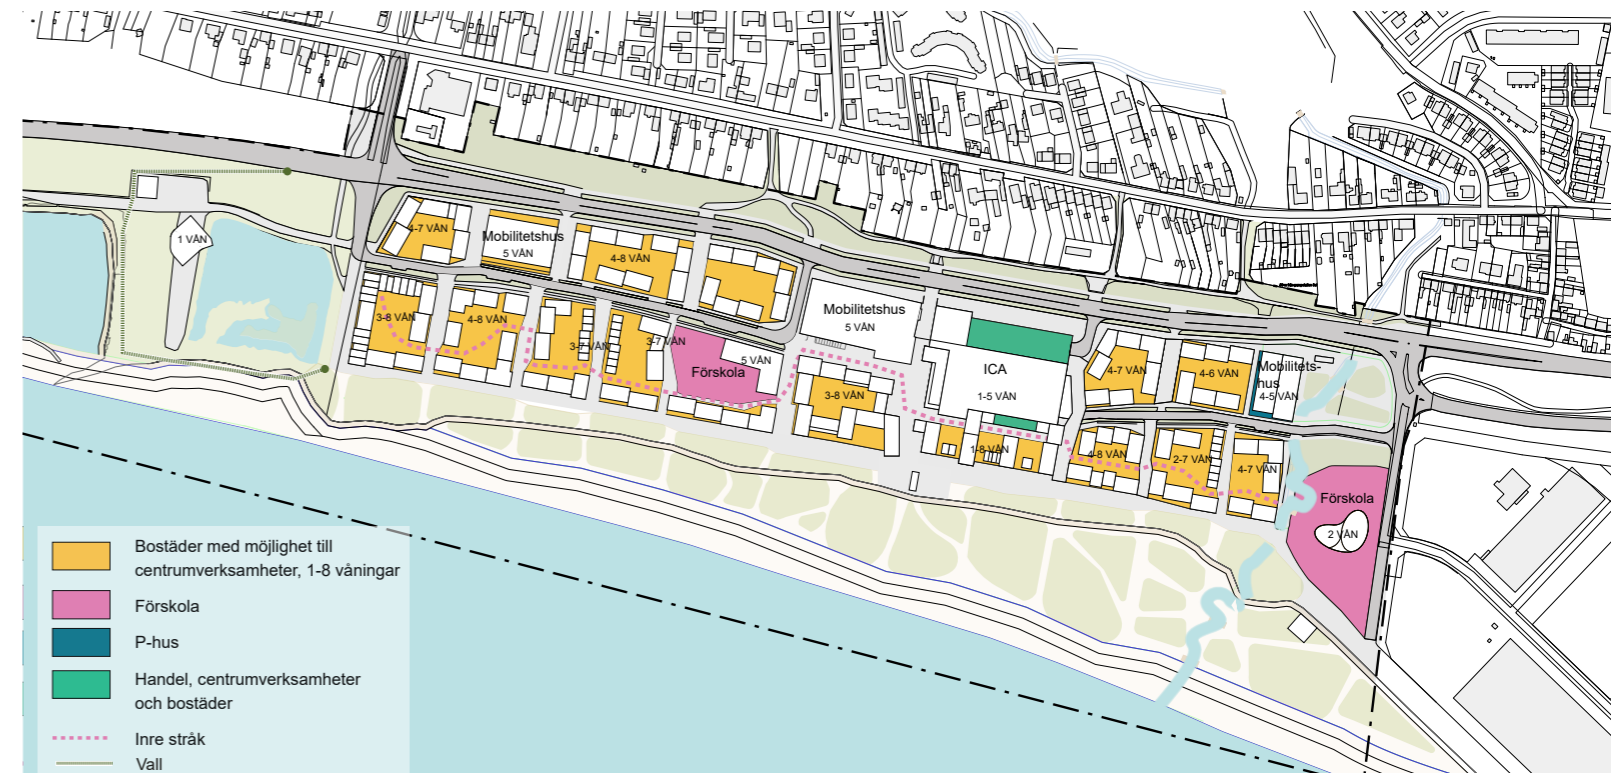 4-7 VÅN
Mobilitetshus
5 VÅN
4-8 VÅN
1 VÅN
3-8 VÅN
4-8 VÅN
3-7 VÅN
3-7 VÅN
Förskola
5 VÅN
Mobilitetshus
5 VÅN
3-8 VÅN
ICA
1-5 VÅN
1-8 VÅN
4-7 VÅN
4-6 VÅN
Mobilitets-
hus
4-5 VÅN
4-8 VÅN
2-7 VÅN
4-7 VÅN
Förskola
2 VÅN
Bostäder med möjlighet till
centrumverksamheter, 1-8 våningar
Förskola
P-hus
Handel, centrumverksamheter
och bostäder
Inre stråk
Vall